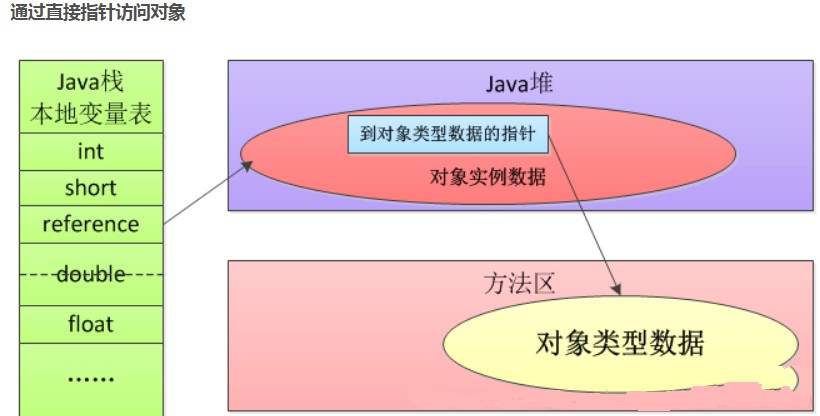 通过直接指针访问对象
Java栈
本地变量表
int
short
reference
double
float
......
Java堆
到对象类型数据的指针
对象实例数据
方法区
对象类型数据